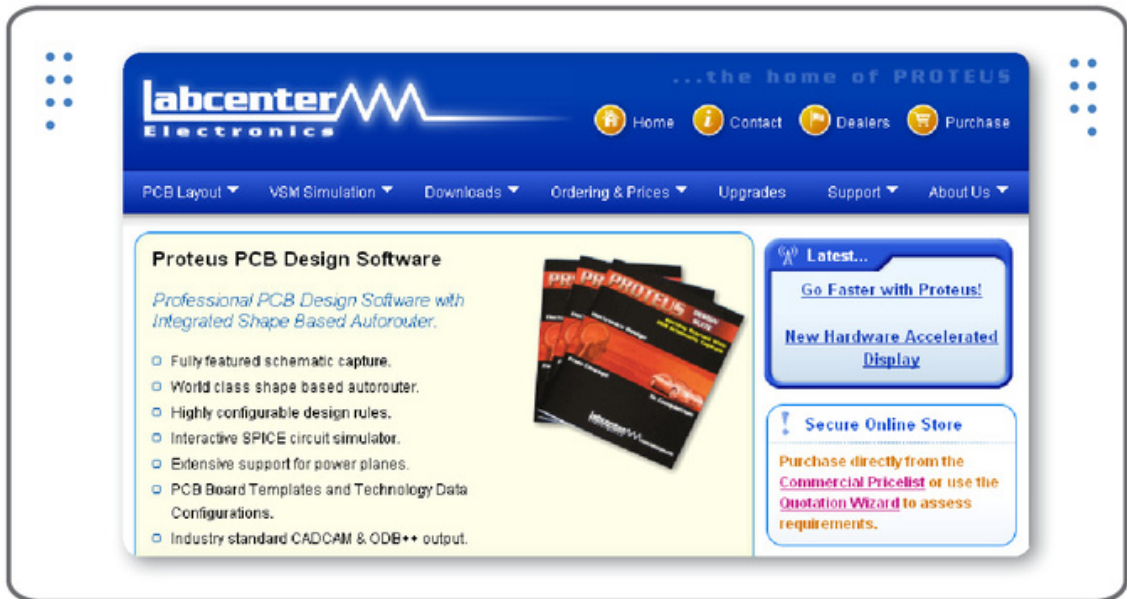 ...the home of PROTEUS
labcenter
Electronics
Home Contact Dealers Purchase
PCB Layout VSM Simulation Downloads Ordering & Prices Upgrades Support About Us
Proteus PCB Design Software
Professional PCB Design Software with
Integrated Shape Based Autorouter.
Fully featured schematic capture.
World class shape based autorouter.
Highly configurable design rules.
Interactive SPICE circuit simulator.
Extensive support for power planes.
PCB Board Templates and Technology Data
Configurations.
Industry standard CADCAM & ODB++ output.
PROTEUS
DESIGN
SUITE
labcenter
Latest...
Go Faster with Proteus!
New Hardware Accelerated
Display
Secure Online Store
Purchase directly from the
Commercial Pricelist or use the
Quotation Wizard to assess
requirements.